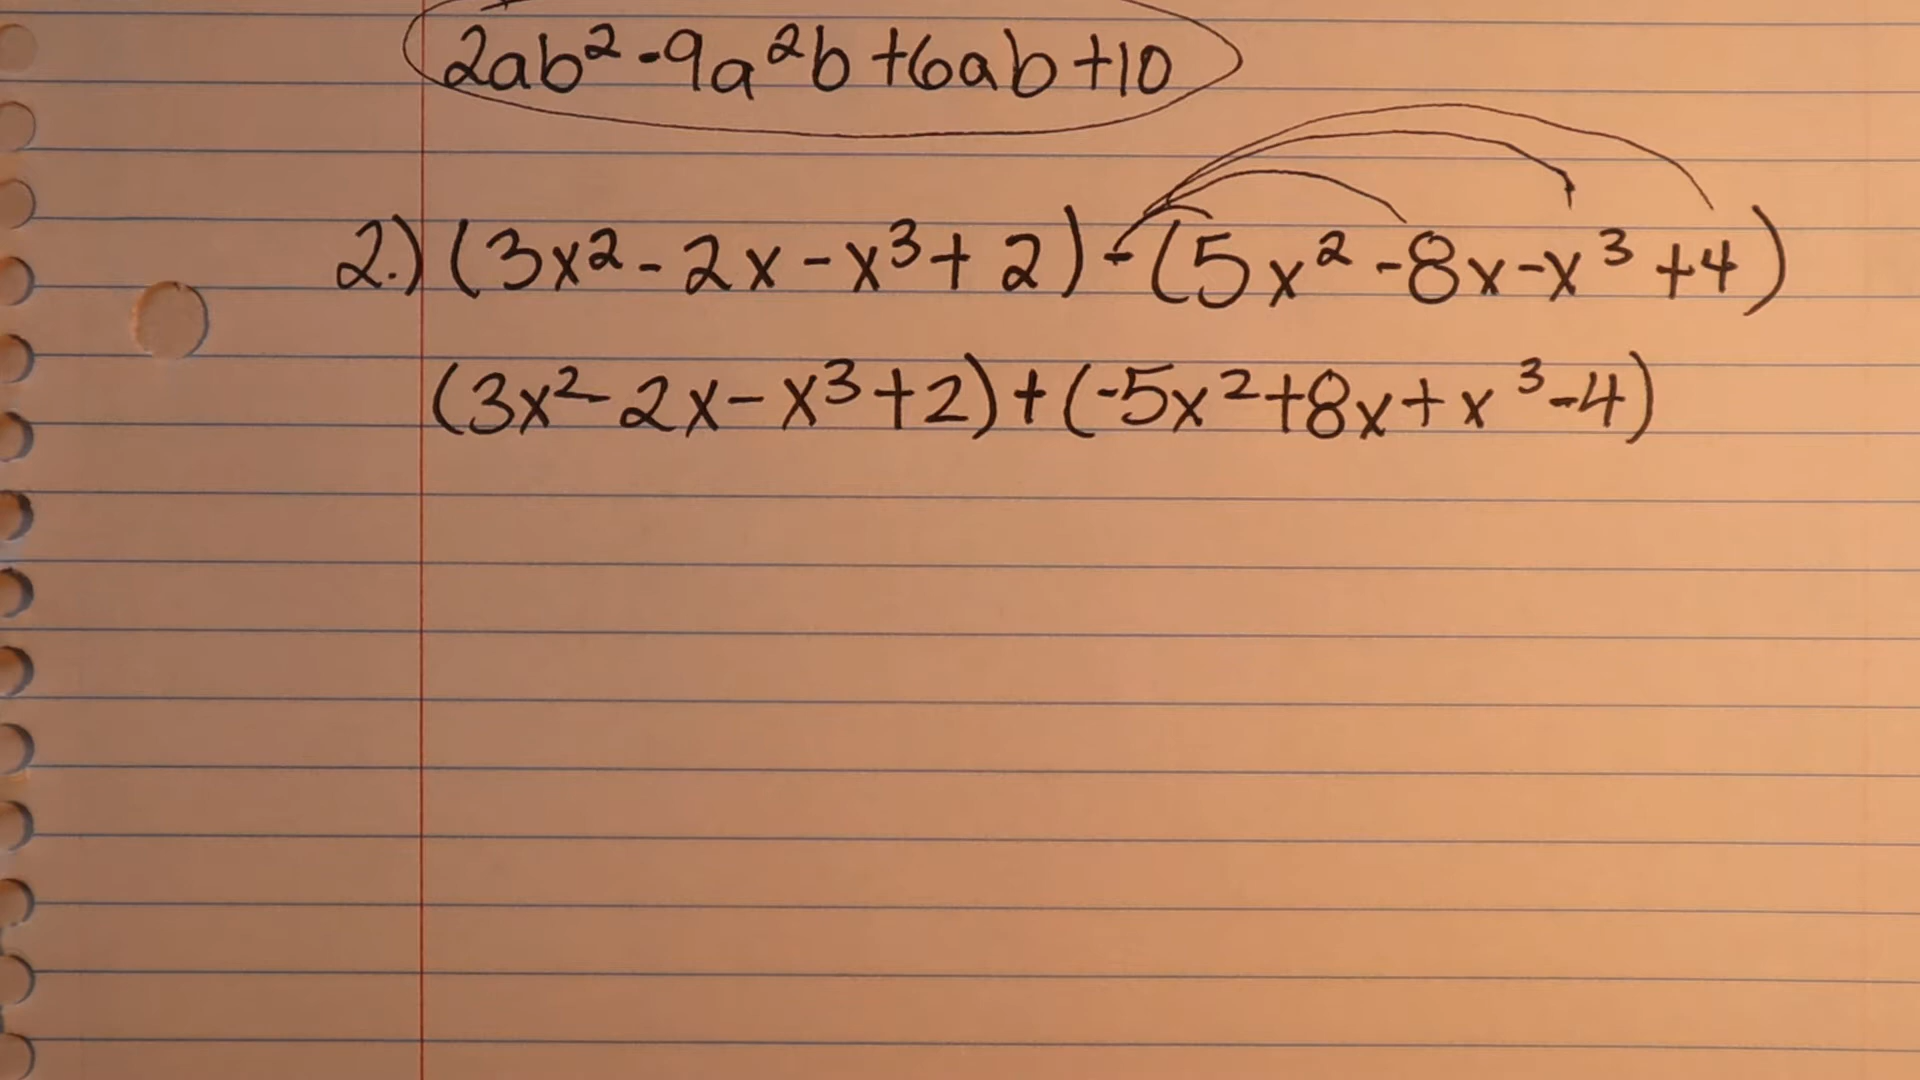 2ab²-9a²b+6ab+10
2.) (3x²-2x-x³+2)-(5x²-8x-x³+4)
(3x²-2x-x³+2)+(-5x²+8x+x³-4)